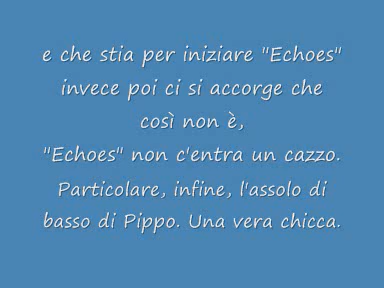 e che stia per iniziare "Echoes"
invece poi ci si accorge che
così non è,
"Echoes" non c'entra un cazzo.
Particolare, infine, l'assolo di
basso di Pippo. Una vera chicca.